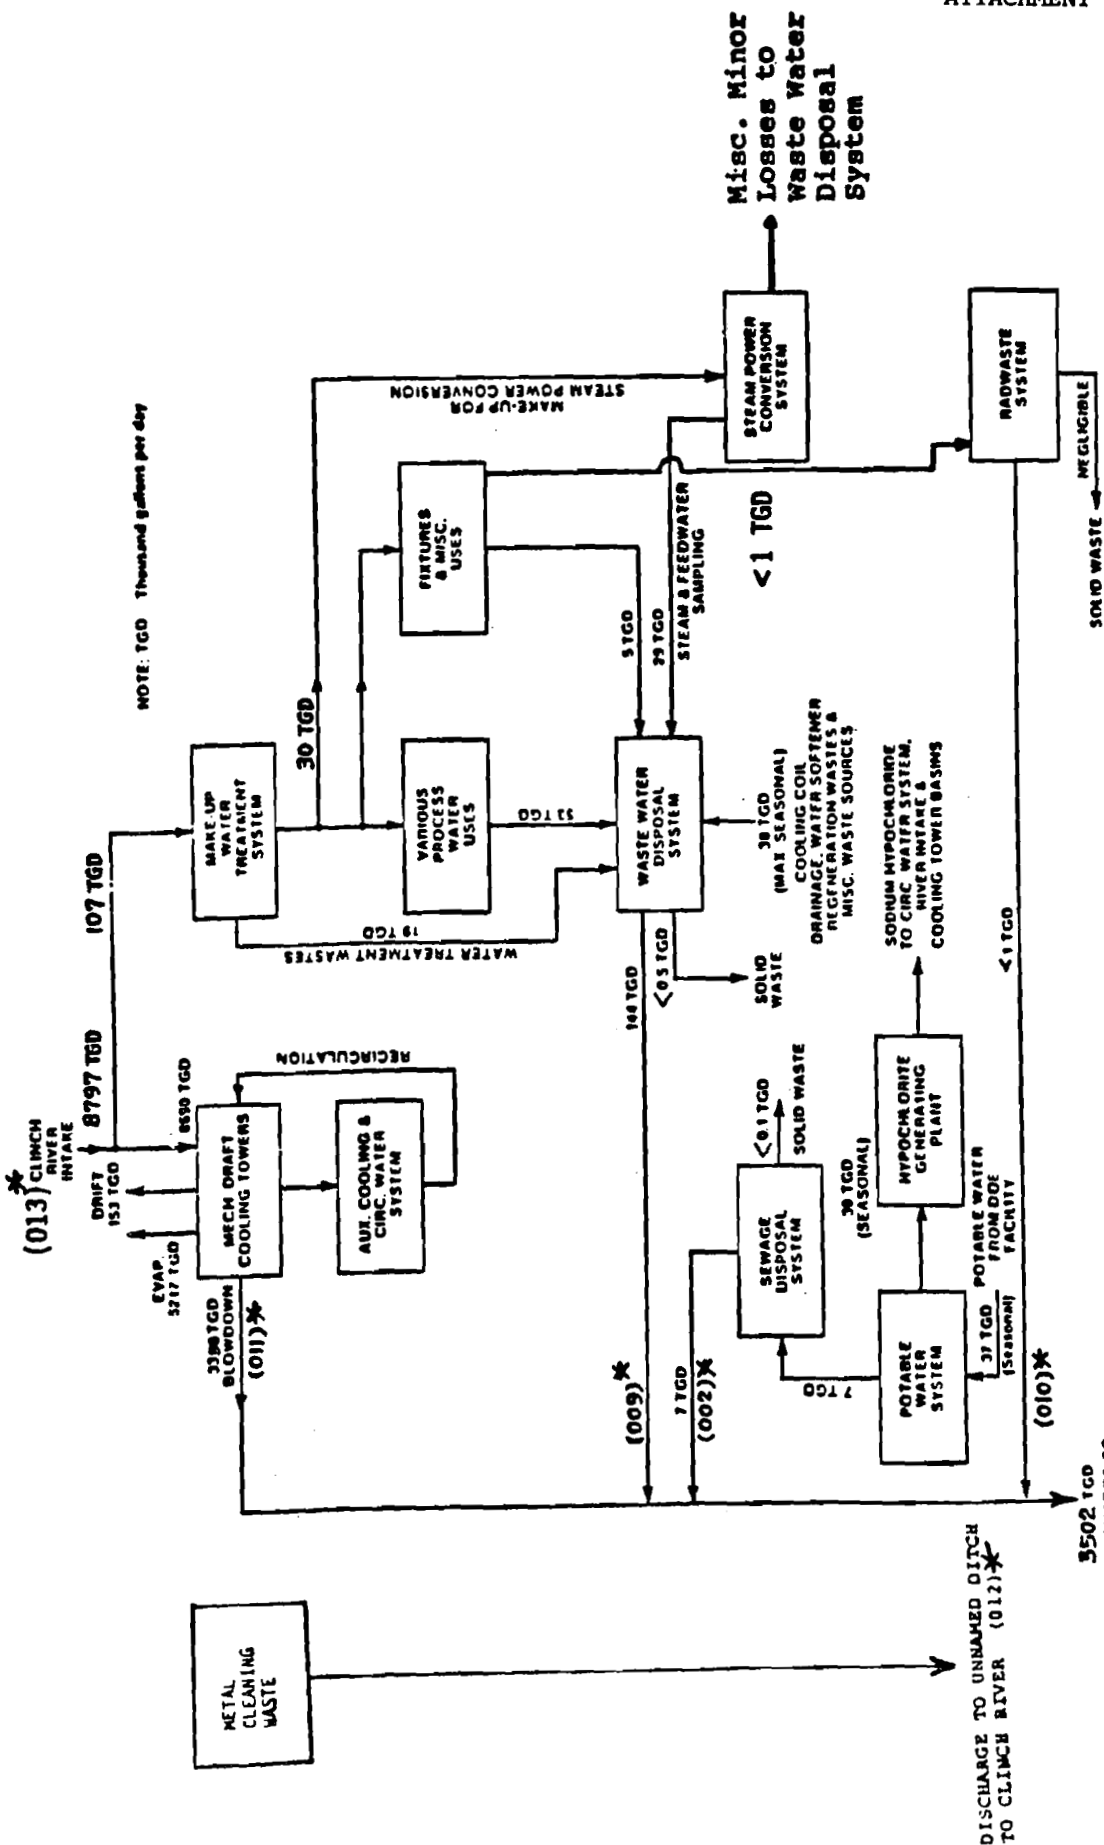 ATTACHMENT
(013)*
CLINCH
RIVER
INTAKE
8797 TGD
107 TGD
NOTE: TGD Thousand gallons per day
DRIFT
153 TGD
EVAP.
5217 TGD
8690 TGD
MECH DRAFT
COOLING TOWERS
RECIRCULATION
AUX. COOLING &
CIRC. WATER
SYSTEM
BLOWDOWN
(011)*
MAKE-UP
WATER
TREATMENT
SYSTEM
30 TGD
MAKE-UP FOR
STEAM POWER CONVERSION
19 TGD
WATER TREATMENT WASTES
VARIOUS
PROCESS
WATER
USES
53 TGD
FIXTURES
& MISC.
USES
5 TGD
29 TGD
STEAM & FEEDWATER
SAMPLING
STEAM POWER
CONVERSION
SYSTEM
Misc. Minor
Losses to
Waste Water
Disposal
System
<1 TGD
WASTE WATER
DISPOSAL
SYSTEM
144 TGD
<0.5 TGD
SOLID
WASTE
(009)*
(MAX SEASONAL)
COOLING COIL
DRAINAGE, WATER SOFTENER
REGENERATION WASTES &
MISC. WASTE SOURCES
SEWAGE
DISPOSAL
SYSTEM
<0.1 TGD
SOLID WASTE
7 TGD
(002)*
7 TGD
POTABLE
WATER
SYSTEM
37 TGD
(Seasonal)
POTABLE WATER
FROM DOE
FACILITY
30 TGD
(SEASONAL)
HYPOCHLORITE
GENERATING
PLANT
SODIUM HYPOCHLORIDE
TO CIRC. WATER SYSTEM,
RIVER INTAKE &
COOLING TOWER BASINS
RADWASTE
SYSTEM
NEGLIGIBLE
SOLID WASTE
<1 TGD
(010)*
3502 TGD
METAL
CLEANING
WASTE
DISCHARGE TO UNNAMED DITCH
TO CLINCH RIVER (012)*